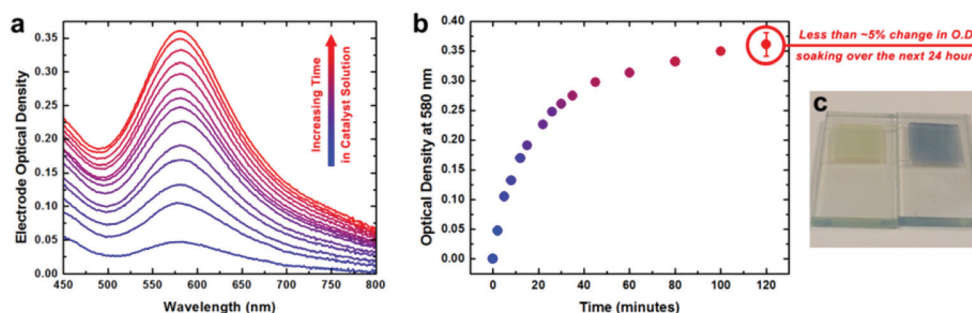 a
0.35
0.30
0.25
0.20
0.15
0.10
0.05
0.00
Electrode Optical Density
450 500 550 600 650 700 750 800
Wavelength (nm)
Increasing Time
in Catalyst Solution
b
0.40
0.35
0.30
0.25
0.20
0.15
0.10
0.05
0.00
Optical Density at 580 nm
0 20 40 60 80 100 120
Time (minutes)
Less than ~5% change in O.D
soaking over the next 24 hour
c